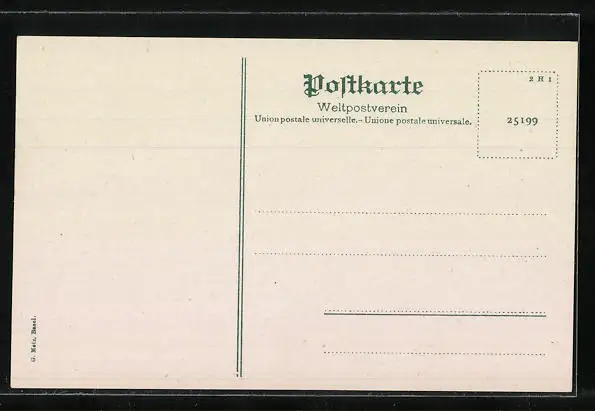 Postkarte
Weltpostverein
Union postale universelle.– Unione postale universale.
2 H 1
25199
G. Metz, Basel.